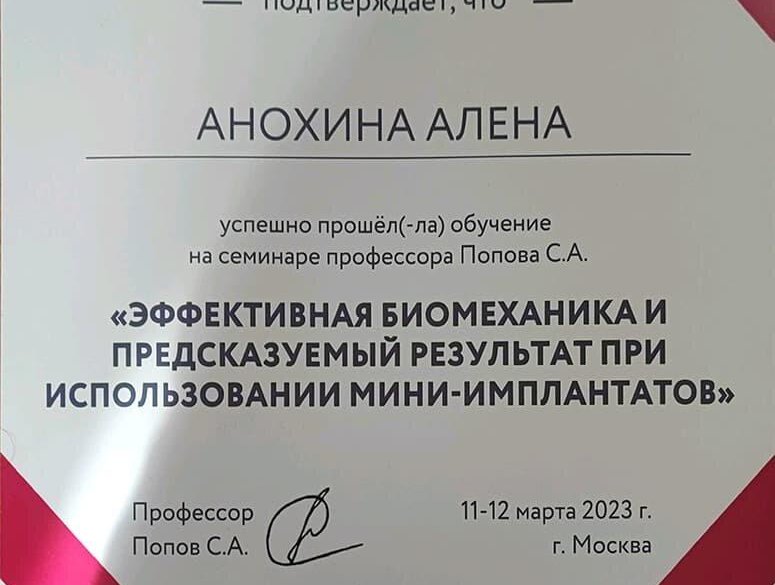 подтверждает, что
АНОХИНА АЛЕНА
успешно прошёл(-ла) обучение
на семинаре профессора Попова С.А.
«ЭФФЕКТИВНАЯ БИОМЕХАНИКА И
ПРЕДСКАЗУЕМЫЙ РЕЗУЛЬТАТ ПРИ
ИСПОЛЬЗОВАНИИ МИНИ-ИМПЛАНТАТОВ»
Профессор
Попов С.А.
11-12 марта 2023 г.
г. Москва